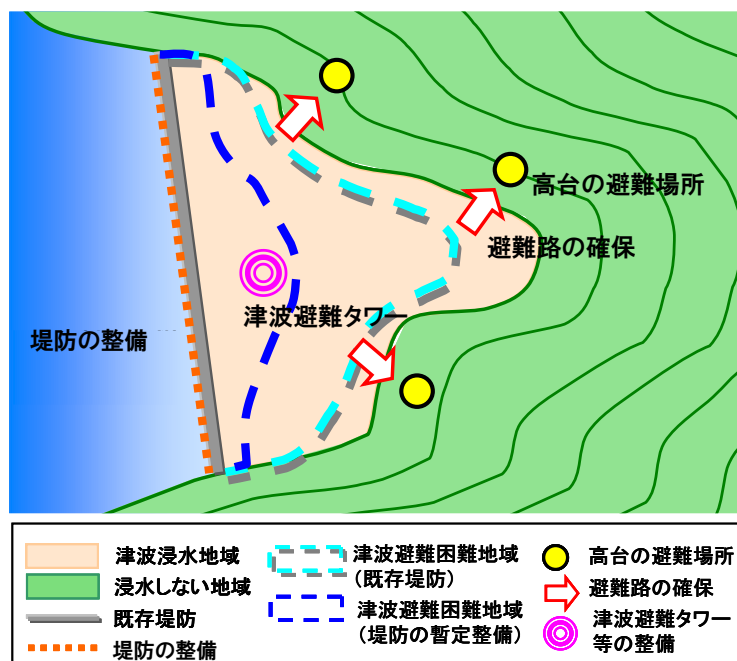 高台の避難場所
避難路の確保
津波避難タワー
堤防の整備
津波浸水地域
浸水しない地域
既存堤防
堤防の整備
津波避難困難地域
(既存堤防)
津波避難困難地域
(堤防の暫定整備)
高台の避難場所
避難路の確保
津波避難タワー
等の整備